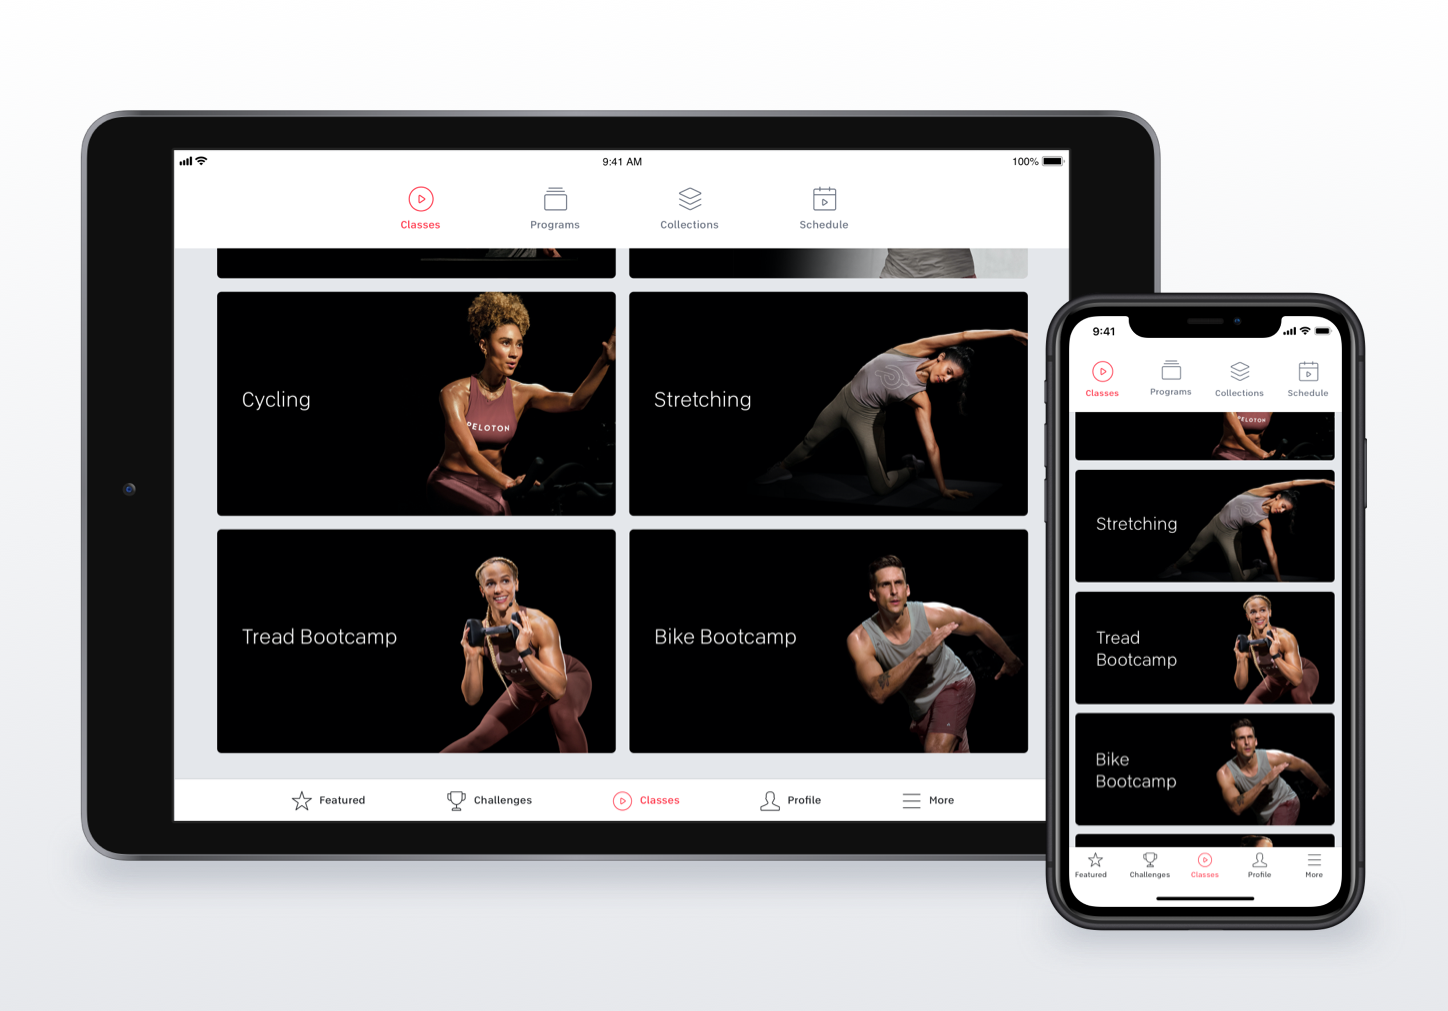 9:41 AM
100%
Classes
Programs
Collections
Schedule
Cycling
PELOTON
Stretching
Tread Bootcamp
Bike Bootcamp
Featured
Challenges
Classes
Profile
More
9:41
Classes
Programs
Collections
Schedule
PELOTON
Stretching
Tread
Bootcamp
Bike
Bootcamp
Featured
Challenges
Classes
Profile
More